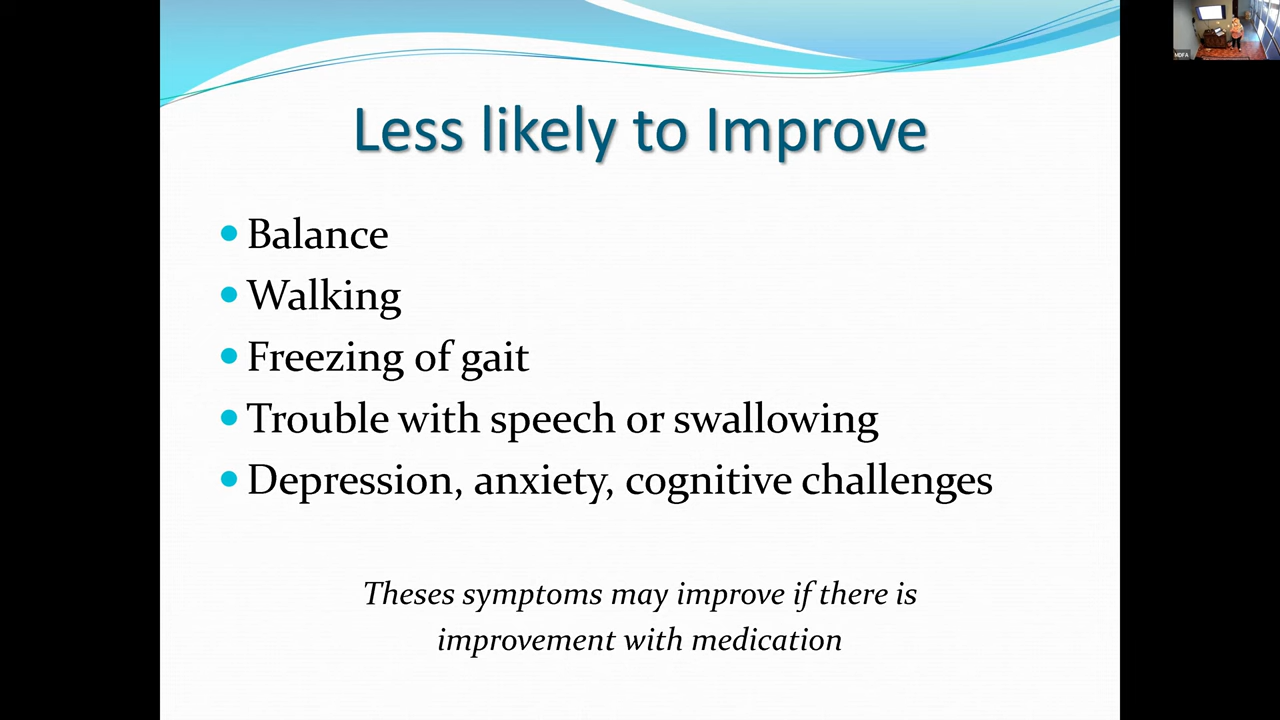 Less likely to Improve
Balance
Walking
Freezing of gait
Trouble with speech or swallowing
Depression, anxiety, cognitive challenges
Theses symptoms may improve if there is
improvement with medication
MDFA